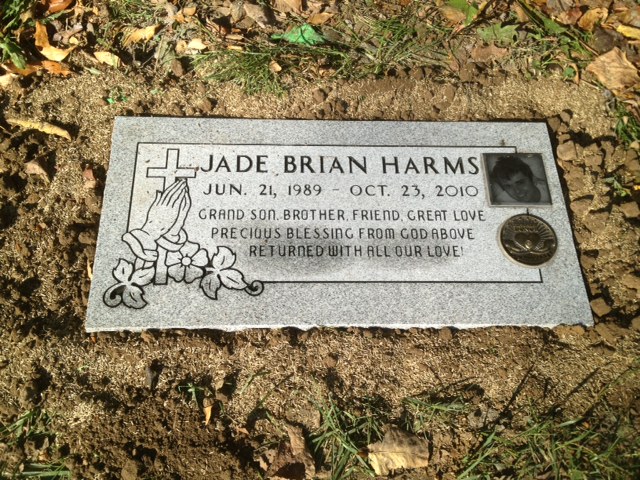 JADE BRIAN HARMS
JUN. 21, 1989 - OCT. 23, 2010
GRAND SON, BROTHER, FRIEND, GREAT LOVE
PRECIOUS BLESSING FROM GOD ABOVE
RETURNED WITH ALL OUR LOVE!